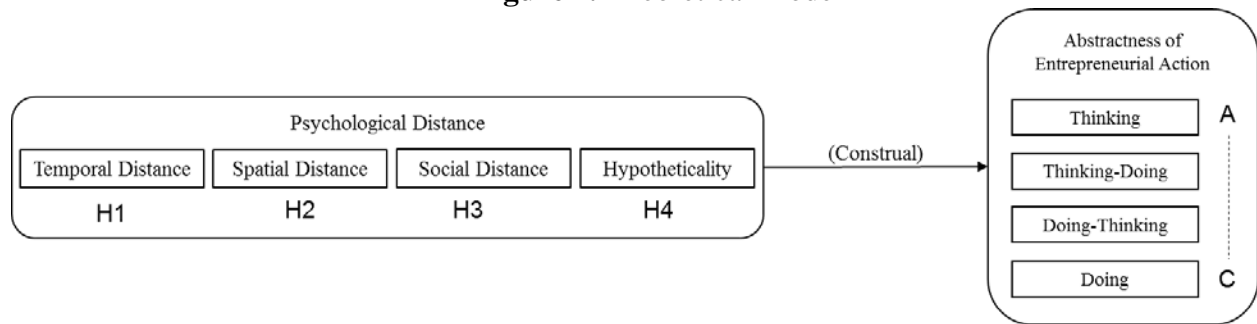 Abstractness of
Entrepreneurial Action
Thinking
A
Psychological Distance
Temporal Distance
Spatial Distance
Social Distance
Hypotheticality
(Construal)
Thinking-Doing
H1
H2
H3
H4
Doing-Thinking
Doing
C